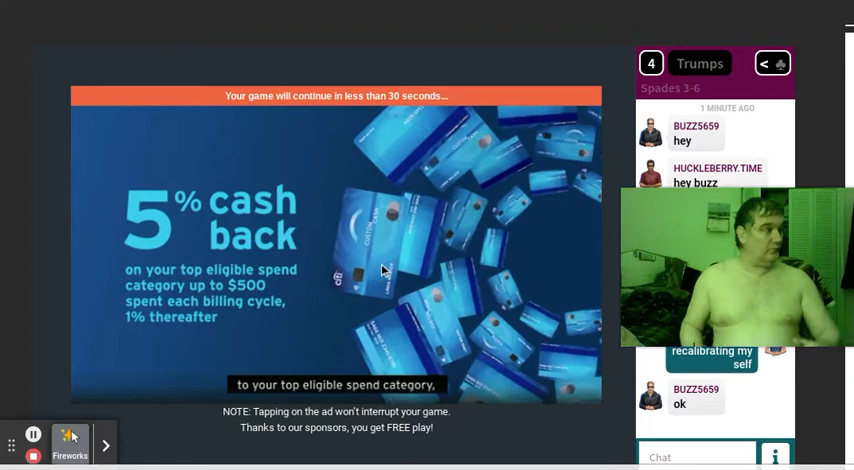 Your game will continue in less than 30 seconds...
5% cash back
on your top eligible spend
category up to $500
spent each billing cycle,
1% thereafter
CUSTOM CASH
citi
to your top eligible spend category,
NOTE: Tapping on the ad won't interrupt your game.
Thanks to our sponsors, you get FREE play!
Fireworks
4 Trumps <
Spades 3-6
1 MINUTE AGO
BUZZ5659
hey
HUCKLEBERRY.TIME
hey buzz
recalibrating my
self
BUZZ5659
ok
Chat
i